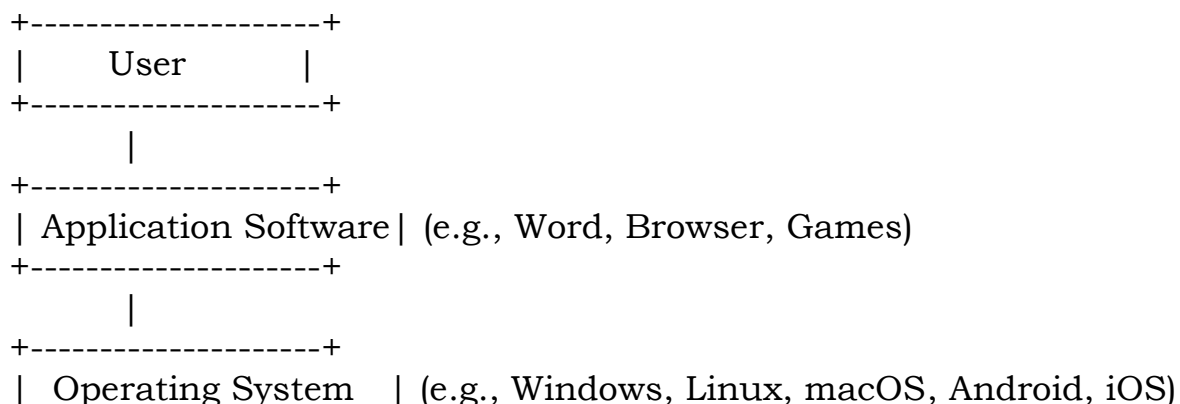 +---------------------+
|      User        |
+---------------------+
       |
+---------------------+
| Application Software| (e.g., Word, Browser, Games)
+---------------------+
       |
+---------------------+
|  Operating System   | (e.g., Windows, Linux, macOS, Android, iOS)